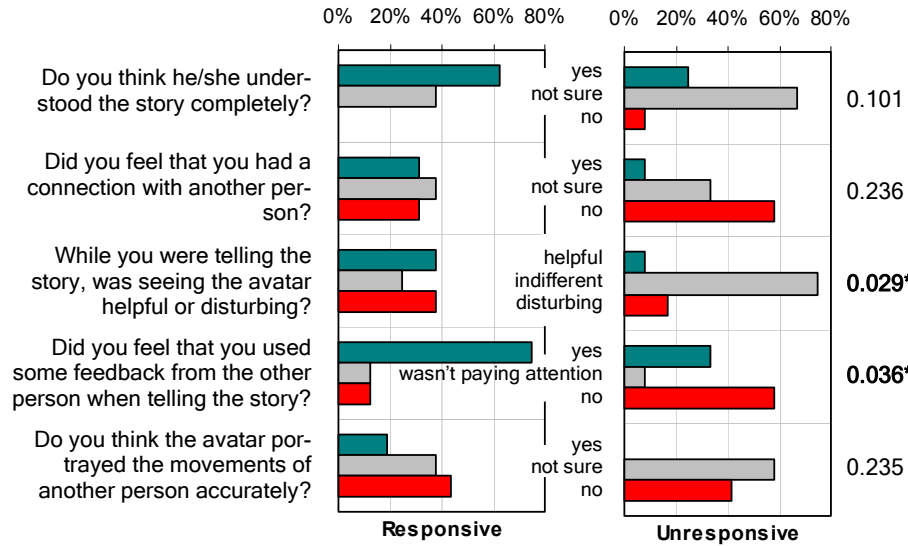 0% 20% 40% 60% 80%
0% 20% 40% 60% 80%
Do you think he/she under-
stood the story completely?
yes
not sure
no
0.101
Did you feel that you had a
connection with another per-
son?
yes
not sure
no
0.236
While you were telling the
story, was seeing the avatar
helpful or disturbing?
helpful
indifferent
disturbing
0.029*
Did you feel that you used
some feedback from the other
person when telling the story?
yes
wasn't paying attention
no
0.036*
Do you think the avatar por-
trayed the movements of
another person accurately?
yes
not sure
no
0.235
Responsive
Unresponsive